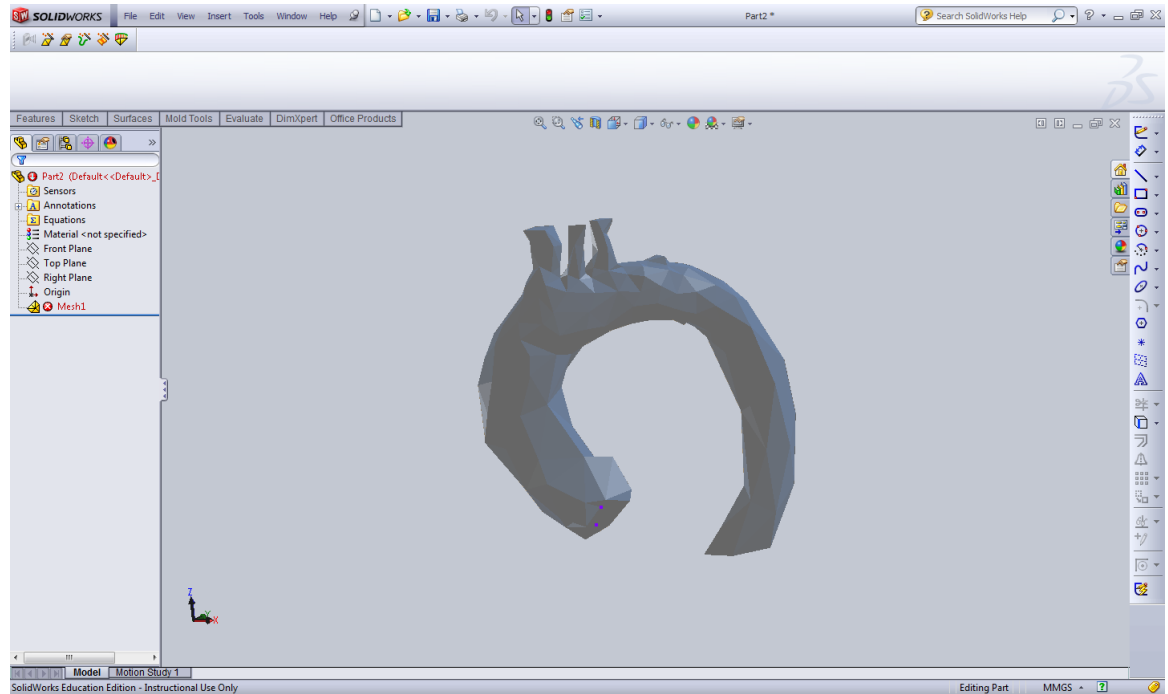 SOLIDWORKS File Edit View Insert Tools Window Help Part2 * Search SolidWorks Help
Features Sketch Surfaces Mold Tools Evaluate DimXpert Office Products
Part2 (Default<<Default>_D
Sensors
Annotations
Equations
Material <not specified>
Front Plane
Top Plane
Right Plane
Origin
Mesh1
Z
Y
X
Model Motion Study 1
SolidWorks Education Edition - Instructional Use Only Editing Part MMGS